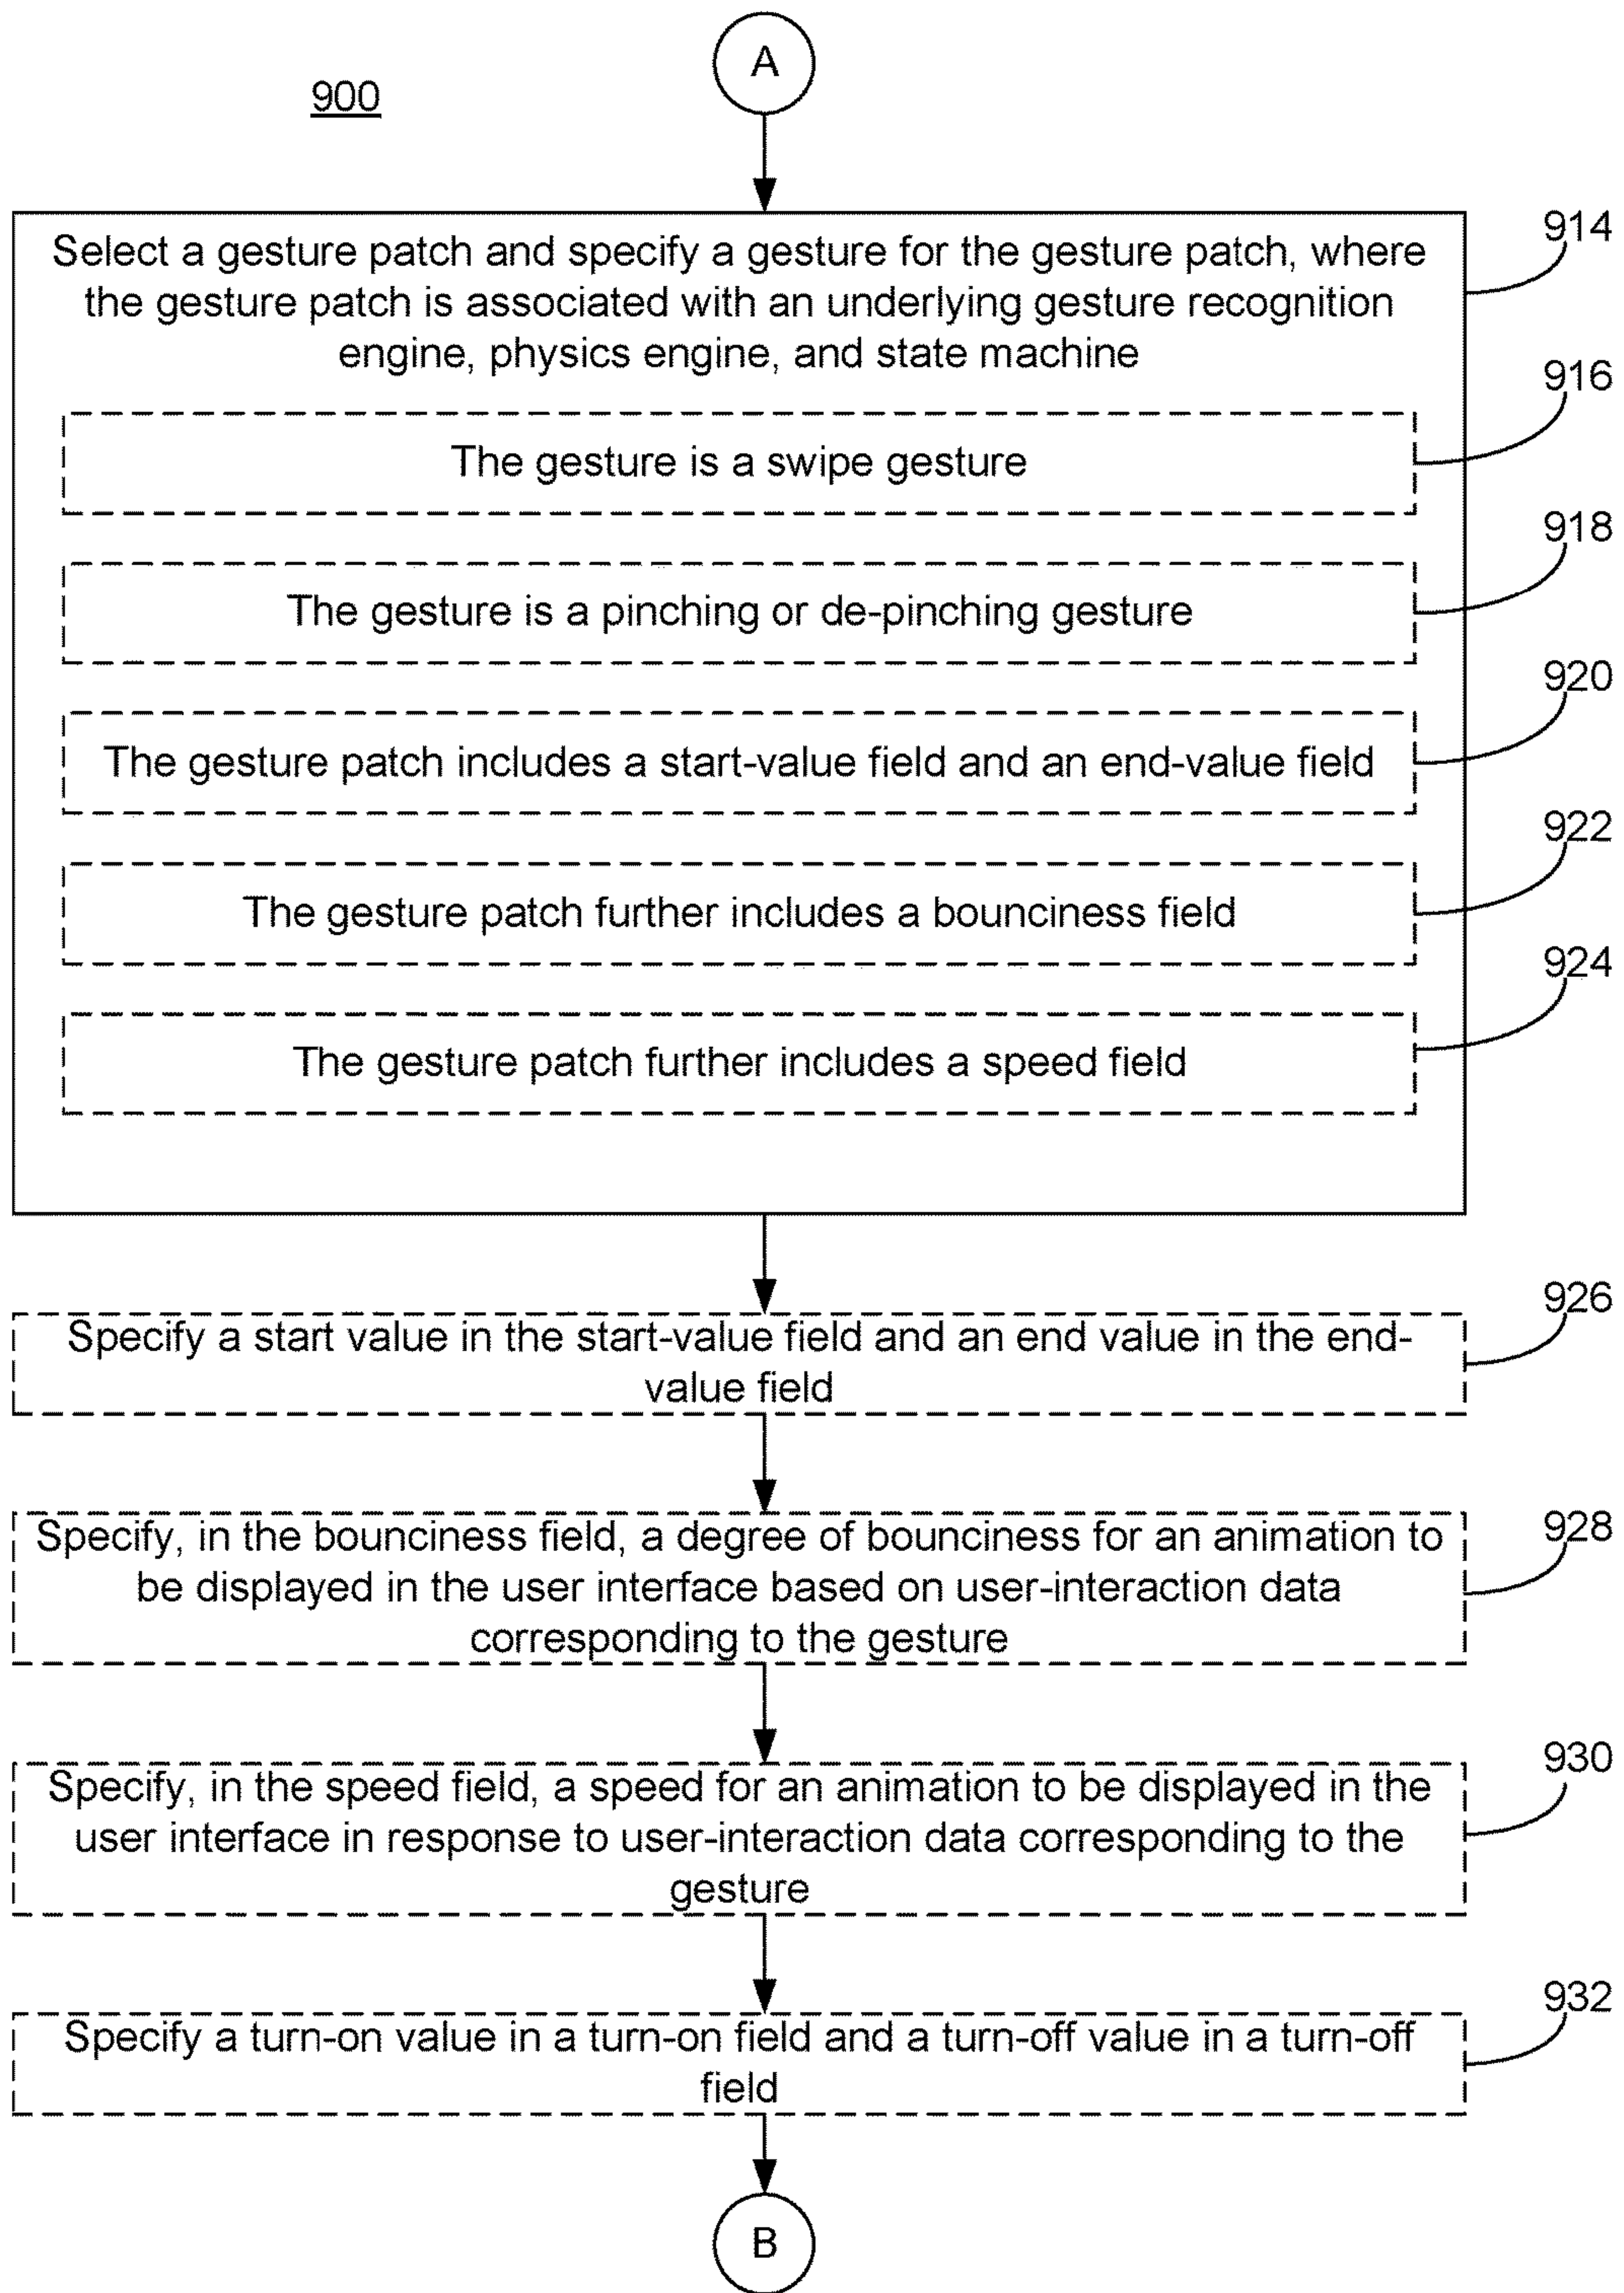 A
900
914
Select a gesture patch and specify a gesture for the gesture patch, where
the gesture patch is associated with an underlying gesture recognition
engine, physics engine, and state machine
916
The gesture is a swipe gesture
918
The gesture is a pinching or de-pinching gesture
920
The gesture patch includes a start-value field and an end-value field
922
The gesture patch further includes a bounciness field
924
The gesture patch further includes a speed field
926
Specify a start value in the start-value field and an end value in the end-
value field
928
Specify, in the bounciness field, a degree of bounciness for an animation to
be displayed in the user interface based on user-interaction data
corresponding to the gesture
930
Specify, in the speed field, a speed for an animation to be displayed in the
user interface in response to user-interaction data corresponding to the
gesture
932
Specify a turn-on value in a turn-on field and a turn-off value in a turn-off
field
B